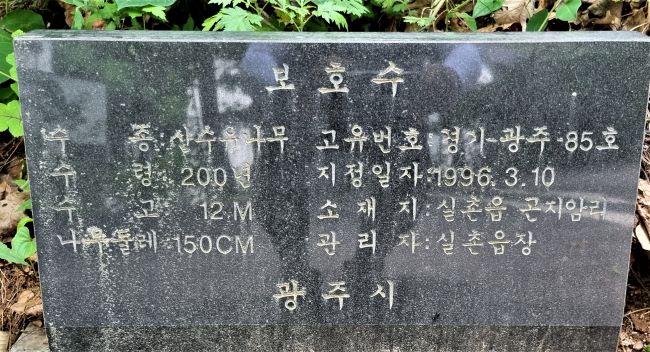 보호수
수 종:산수유나무 고유번호:경기-광주-85호
수 령:200년 지정일자:1996.3.10
수 고 12M 소재지:실촌읍 곤지암리
나무둘레:150CM 관리자:실촌읍장
광주시